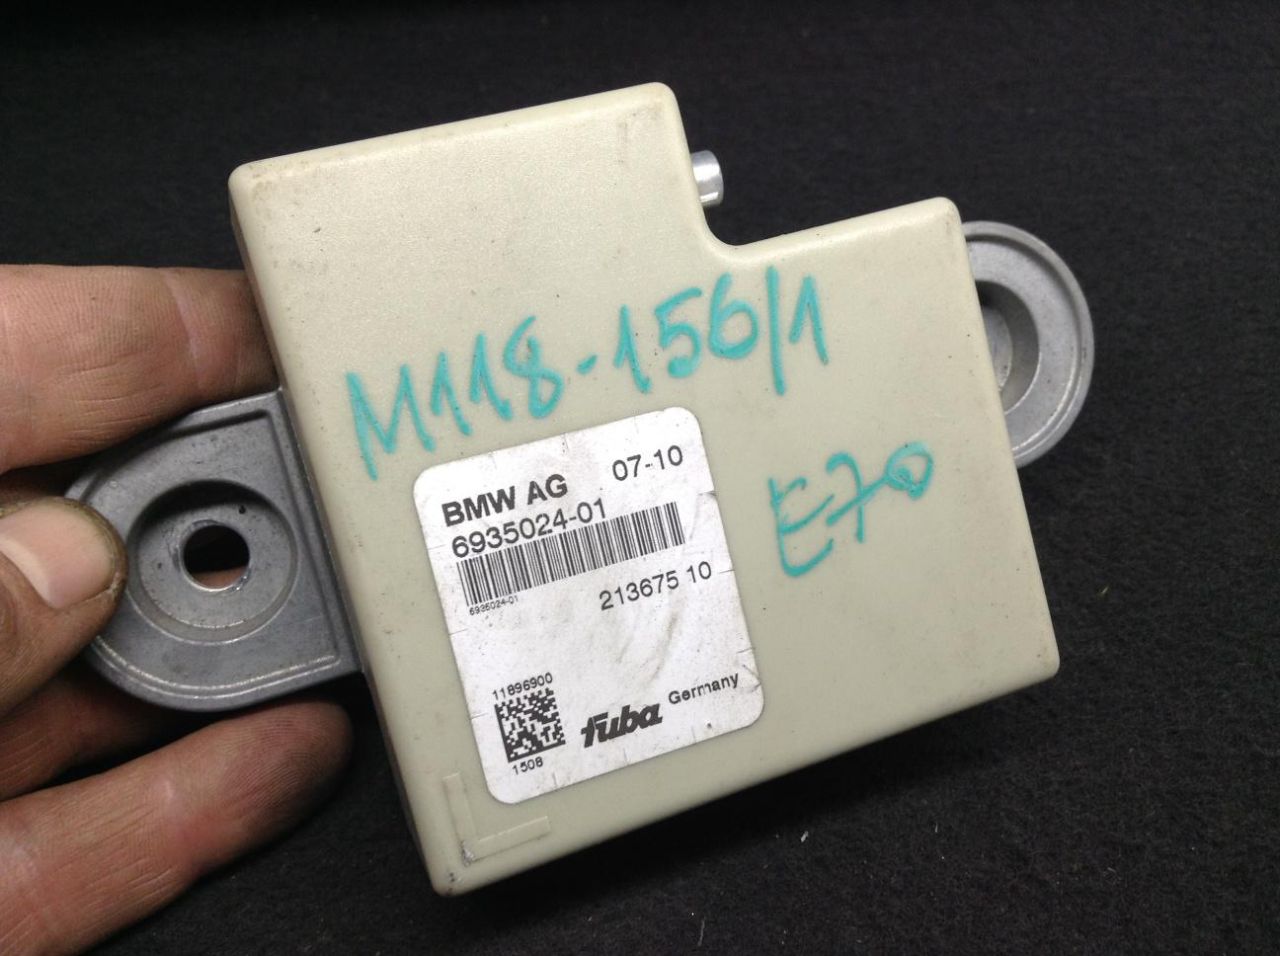 M118-156/1
E70
BMW AG 07-10
6935024-01
6935024-01
213675 10
11896900
1508
fuba Germany
L